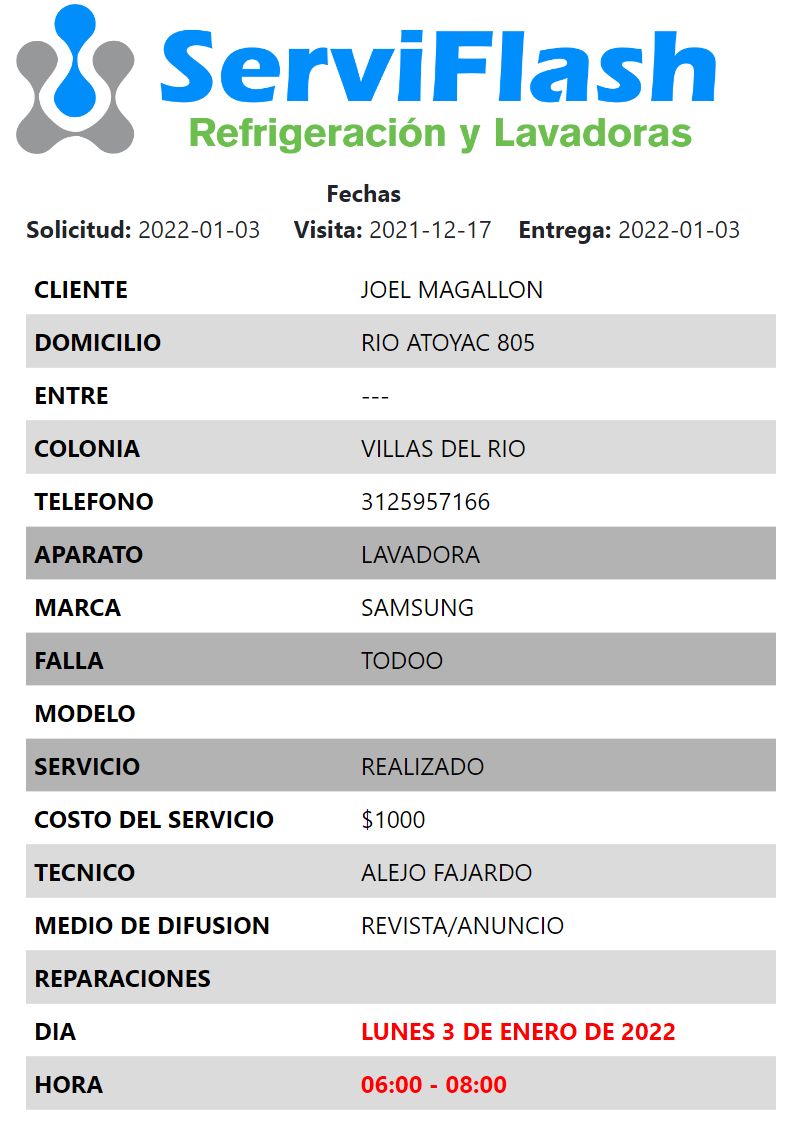 ServiFlash
Refrigeración y Lavadoras
Fechas
Solicitud: 2022-01-03 Visita: 2021-12-17 Entrega: 2022-01-03
CLIENTE JOEL MAGALLON
DOMICILIO RIO ATOYAC 805
ENTRE ---
COLONIA VILLAS DEL RIO
TELEFONO 3125957166
APARATO LAVADORA
MARCA SAMSUNG
FALLA TODOO
MODELO
SERVICIO REALIZADO
COSTO DEL SERVICIO $1000
TECNICO ALEJO FAJARDO
MEDIO DE DIFUSION REVISTA/ANUNCIO
REPARACIONES
DIA LUNES 3 DE ENERO DE 2022
HORA 06:00 - 08:00